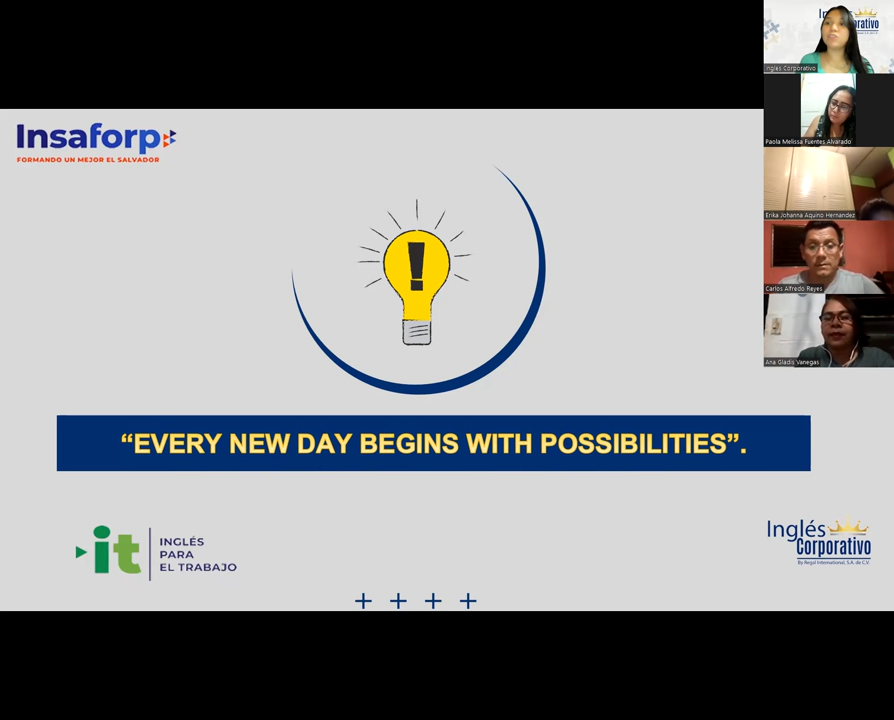 Insaforp
FORMANDO UN MEJOR EL SALVADOR
!
“EVERY NEW DAY BEGINS WITH POSSIBILITIES”.
it
INGLÉS
PARA
EL TRABAJO
Inglés
Corporativo
By Regal International, S.A. de C.V.
Inglés Corporativo
Paola Melissa Fuentes Alvarado
Erika Johanna Aquino Hernandez
Carlos Alfredo Reyes
Ana Gladis Vanegas